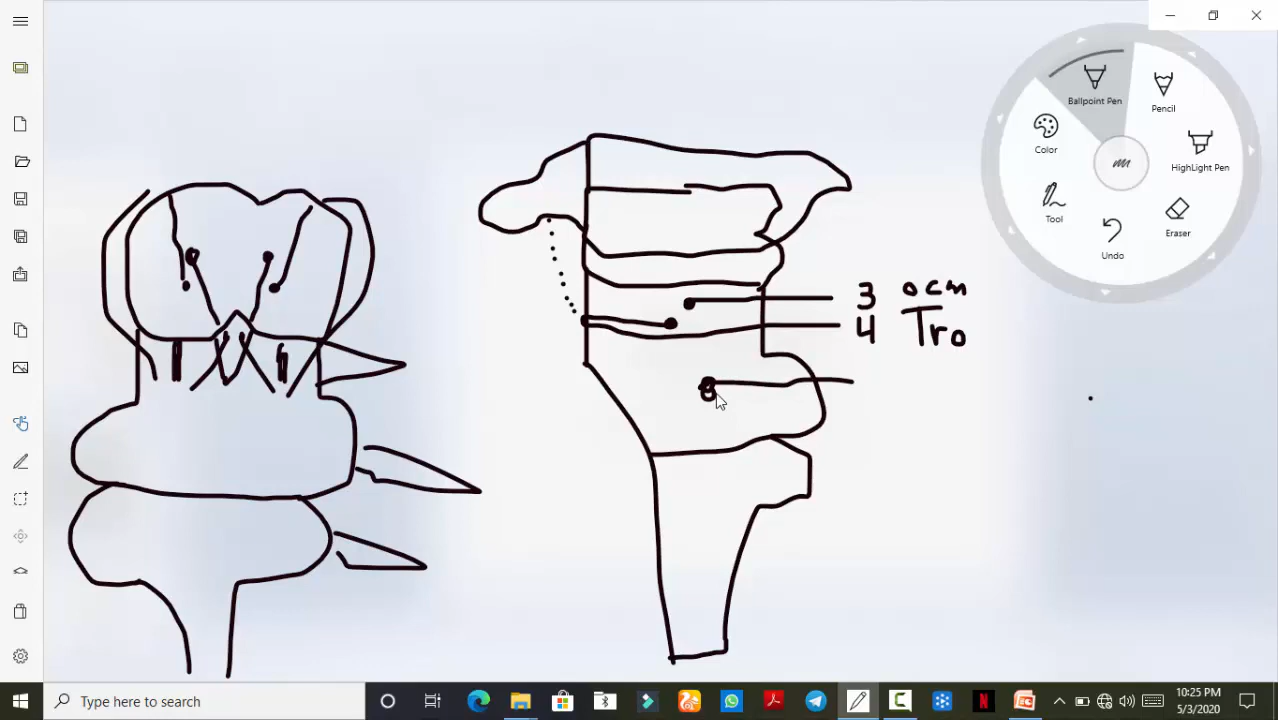 Ballpoint Pen
Pencil
Color
HighLight Pen
Tool
Eraser
Undo
3 ocm
4 Tro
Type here to search
10:25 PM
5/3/2020